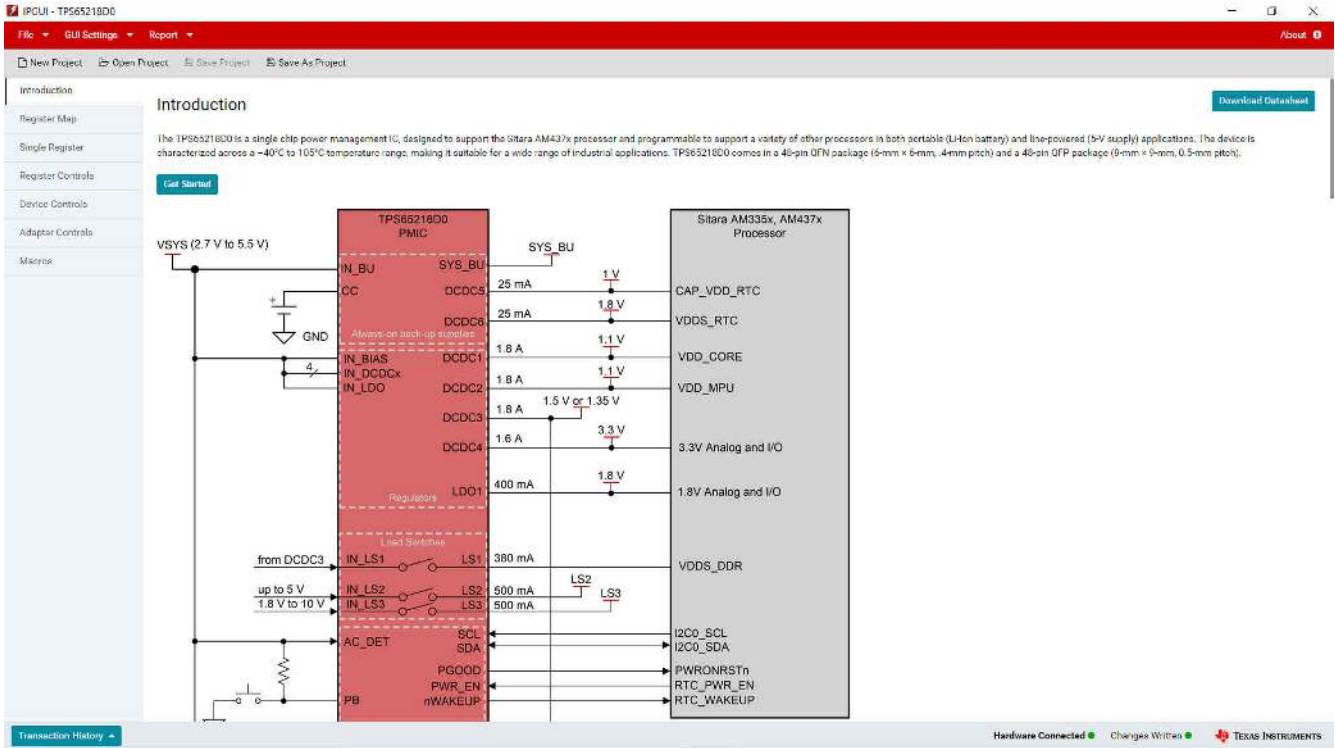 IPGUI - TPS65218D0
File GUI Settings Report About
New Project Open Project Save Project Save As Project
Introduction
Register Map
Single Register
Register Controls
Device Controls
Adapter Controls
Macros
Introduction
Download Datasheet
The TPS65218D0 is a single chip power management IC, designed to support the Sitara AM437x processor and programmable to support a variety of other processors in both portable (Li-Ion battery) and line-powered (5-V supply) applications. The device is
characterized across a −40°C to 105°C temperature range, making it suitable for a wide range of industrial applications. TPS65218D0 comes in a 48-pin QFN package (6-mm × 6-mm, .4-mm pitch) and a 48-pin QFP package (9-mm × 9-mm, 0.5-mm pitch).
Get Started
TPS65218D0
PMIC
Sitara AM335x, AM437x
Processor
VSYS (2.7 V to 5.5 V)
SYS_BU
IN_BU SYS_BU
CC DCDC5 25 mA 1 V CAP_VDD_RTC
+
GND
DCDC6 25 mA 1.8 V VDDS_RTC
Always-on back-up supplies
IN_BIAS DCDC1 1.8 A 1.1 V VDD_CORE
4 IN_DCDCx
IN_LDO DCDC2 1.8 A 1.1 V VDD_MPU
DCDC3 1.8 A 1.5 V or 1.35 V
DCDC4 1.6 A 3.3 V 3.3V Analog and I/O
Regulators LDO1 400 mA 1.8 V 1.8V Analog and I/O
Load Switches
from DCDC3 IN_LS1 LS1 380 mA VDDS_DDR
up to 5 V IN_LS2 LS2 500 mA LS2
1.8 V to 10 V IN_LS3 LS3 500 mA LS3
AC_DET SCL I2C0_SCL
SDA I2C0_SDA
PGOOD PWRONRSTn
PWR_EN RTC_PWR_EN
PB nWAKEUP RTC_WAKEUP
Transaction History
Hardware Connected Changes Written TEXAS INSTRUMENTS